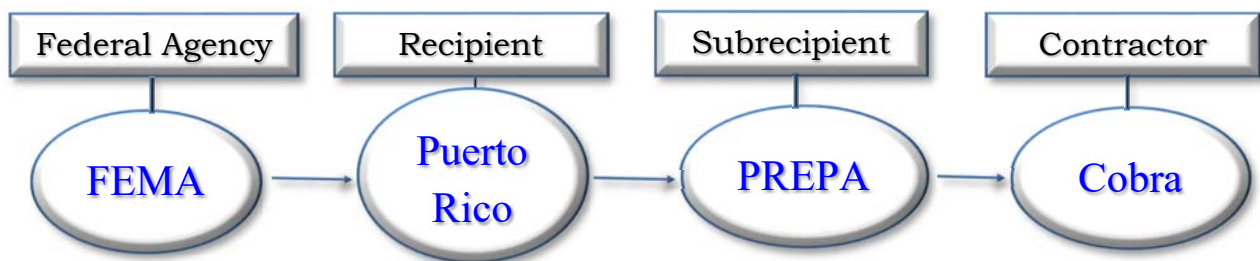 Federal Agency
Recipient
Subrecipient
Contractor
FEMA
Puerto
Rico
PREPA
Cobra